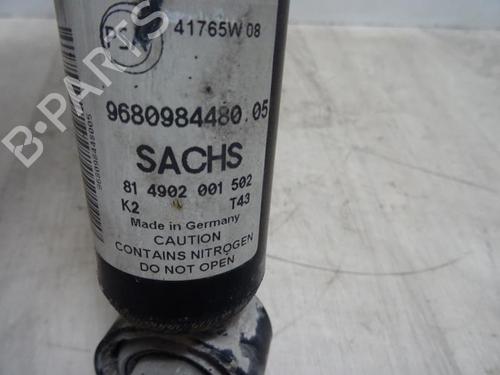 41765W 08
9680984480.05
SACHS
81 4902 001 502
K2 T43
Made in Germany
CAUTION
CONTAINS NITROGEN
DO NOT OPEN
B-PARTS